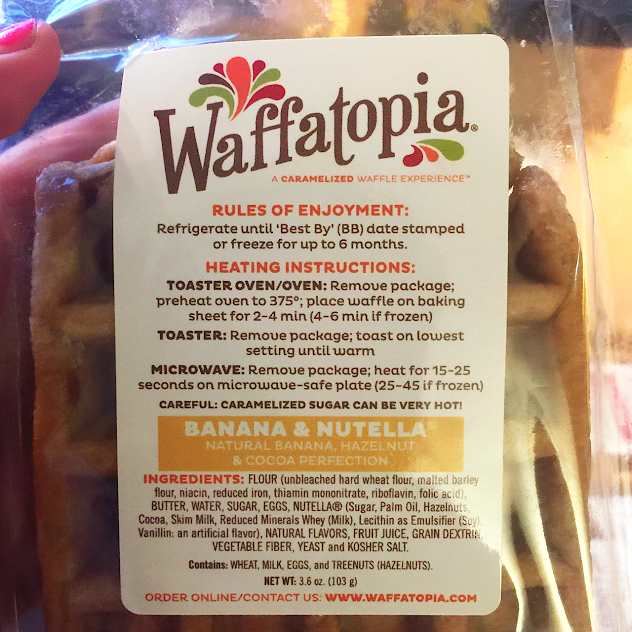 Waffatopia®
A CARAMELIZED WAFFLE EXPERIENCE™
RULES OF ENJOYMENT:
Refrigerate until 'Best By' (BB) date stamped
or freeze for up to 6 months.
HEATING INSTRUCTIONS:
TOASTER OVEN/OVEN: Remove package;
preheat oven to 375°; place waffle on baking
sheet for 2-4 min (4-6 min if frozen)
TOASTER: Remove package; toast on lowest
setting until warm
MICROWAVE: Remove package; heat for 15-25
seconds on microwave-safe plate (25-45 if frozen)
CAREFUL: CARAMELIZED SUGAR CAN BE VERY HOT!
BANANA & NUTELLA®
NATURAL BANANA, HAZELNUT
& COCOA PERFECTION
INGREDIENTS: FLOUR (unbleached hard wheat flour, malted barley
flour, niacin, reduced iron, thiamin mononitrate, riboflavin, folic acid),
BUTTER, WATER, SUGAR, EGGS, NUTELLA® (Sugar, Palm Oil, Hazelnuts,
Cocoa, Skim Milk, Reduced Minerals Whey (Milk), Lecithin as Emulsifier (Soy),
Vanillin: an artificial flavor), NATURAL FLAVORS, FRUIT JUICE, GRAIN DEXTRIN,
VEGETABLE FIBER, YEAST and KOSHER SALT.
Contains: WHEAT, MILK, EGGS, and TREENUTS (HAZELNUTS).
NET WT: 3.6 oz. (103 g)
ORDER ONLINE/CONTACT US: WWW.WAFFATOPIA.COM